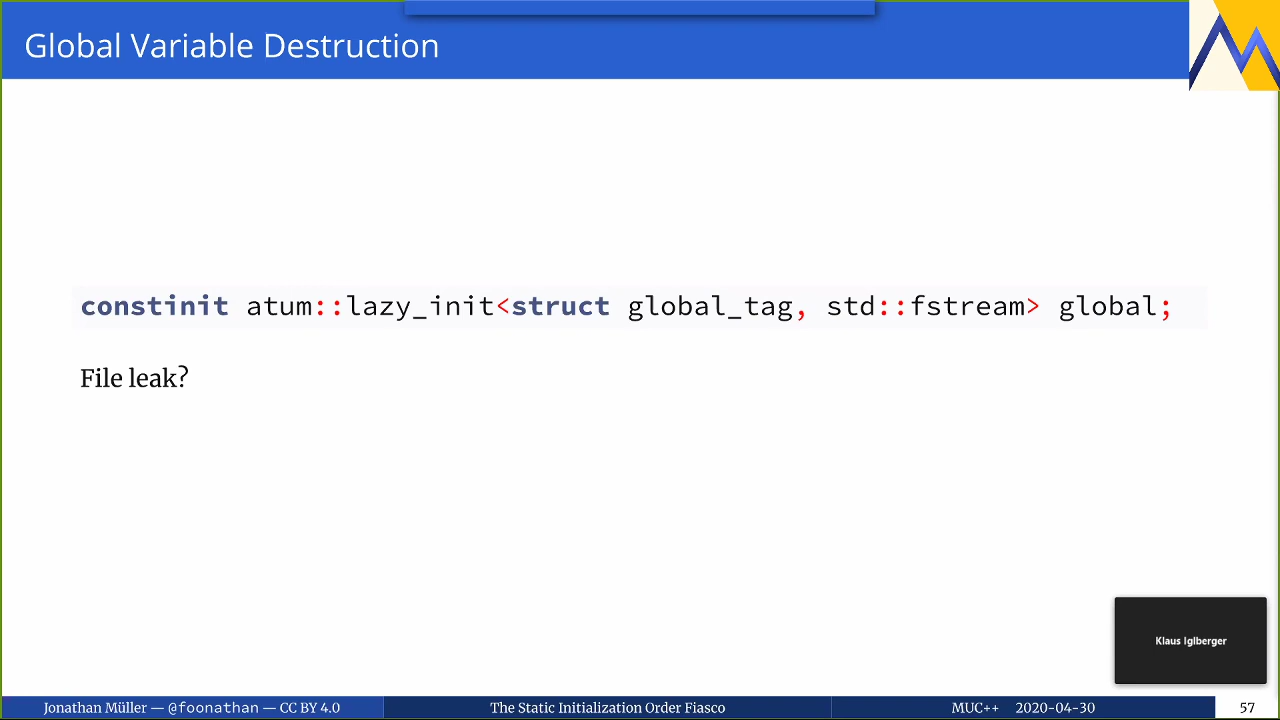 Global Variable Destruction
constinit atum::lazy_init<struct global_tag, std::fstream> global;
File leak?
Klaus Iglberger
Jonathan Müller — @foonathan — CC BY 4.0
The Static Initialization Order Fiasco
MUC++ 2020-04-30
57